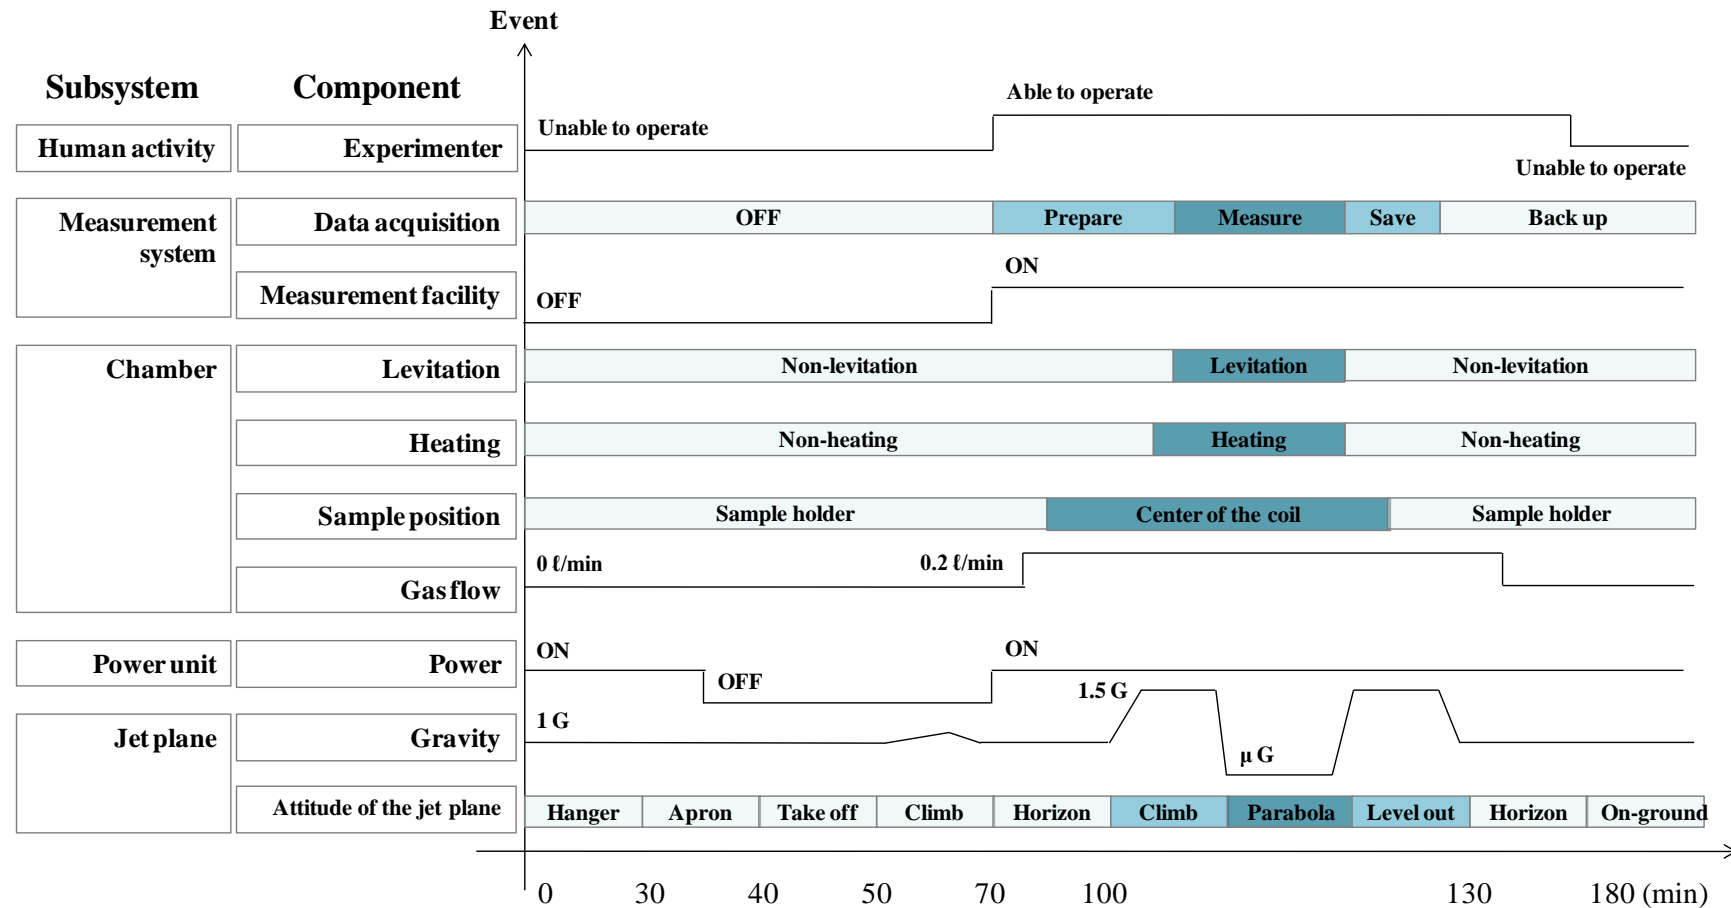 Event
Subsystem Component
Able to operate
Unable to operate
Human activity Experimenter
Unable to operate
Measurement system Data acquisition OFF Prepare Measure Save Back up
ON
Measurement facility OFF
Chamber Levitation Non-levitation Levitation Non-levitation
Heating Non-heating Heating Non-heating
Sample position Sample holder Center of the coil Sample holder
0 ℓ/min 0.2 ℓ/min
Gas flow
ON ON
Power unit Power
OFF
1.5 G
1 G
Jet plane Gravity
μ G
Attitude of the jet plane Hanger Apron Take off Climb Horizon Climb Parabola Level out Horizon On-ground
0 30 40 50 70 100 130 180 (min)